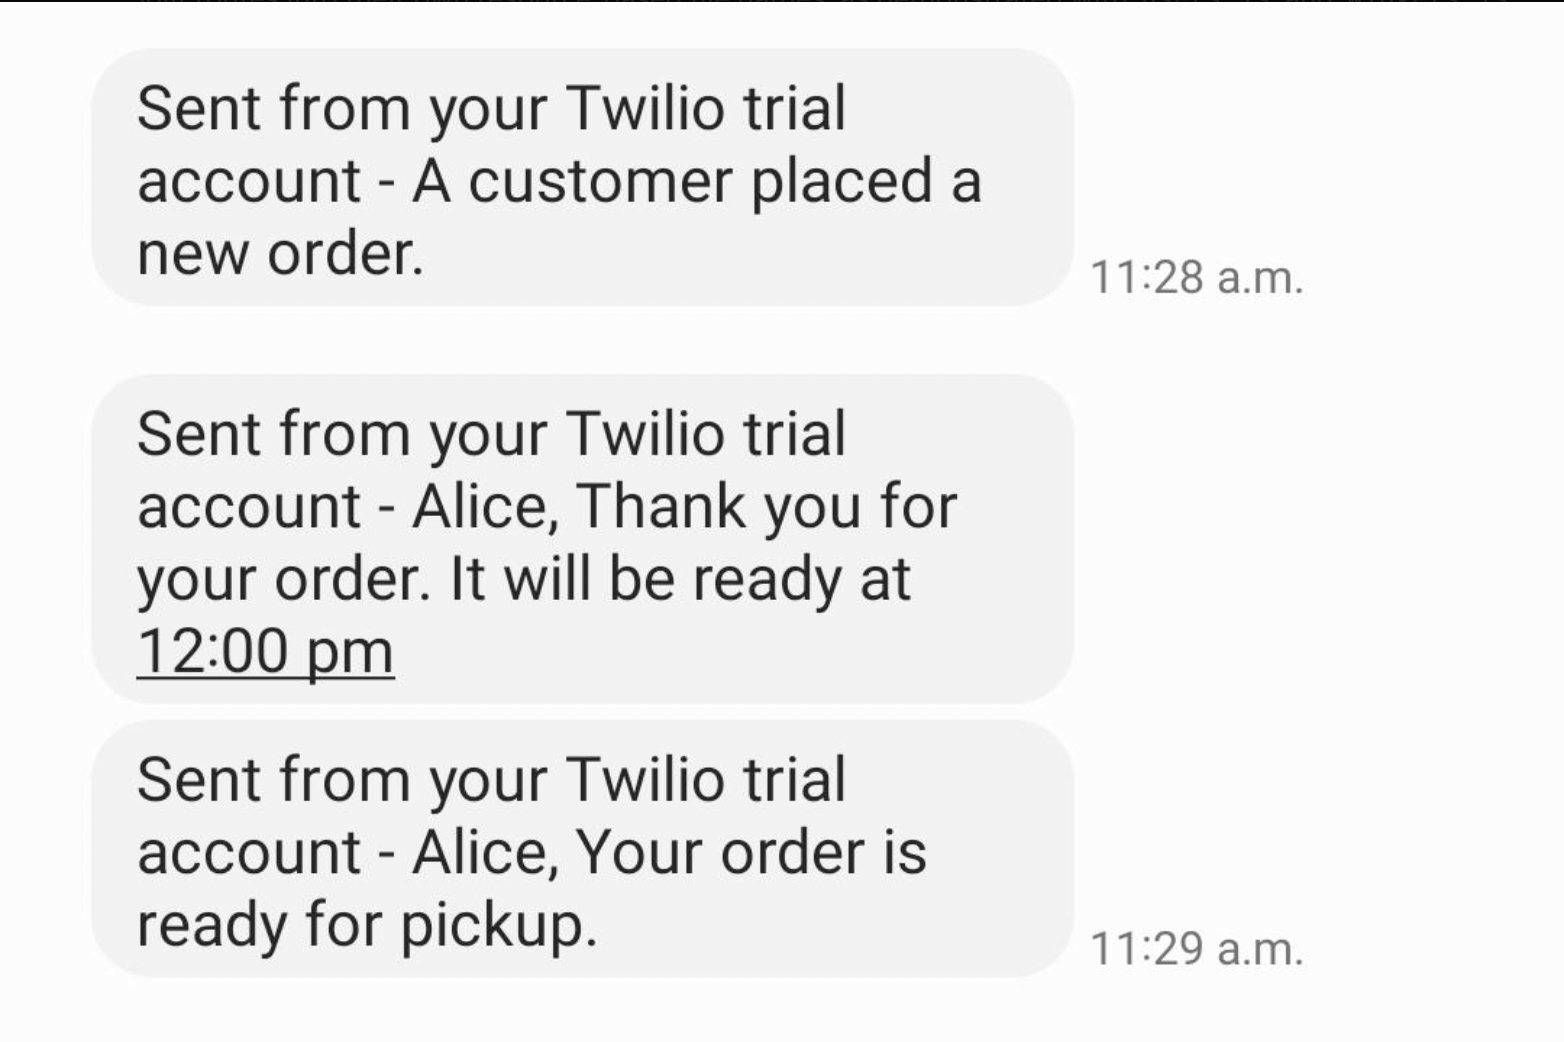 Sent from your Twilio trial
account - A customer placed a
new order.
11:28 a.m.
Sent from your Twilio trial
account - Alice, Thank you for
your order. It will be ready at
12:00 pm
Sent from your Twilio trial
account - Alice, Your order is
ready for pickup.
11:29 a.m.